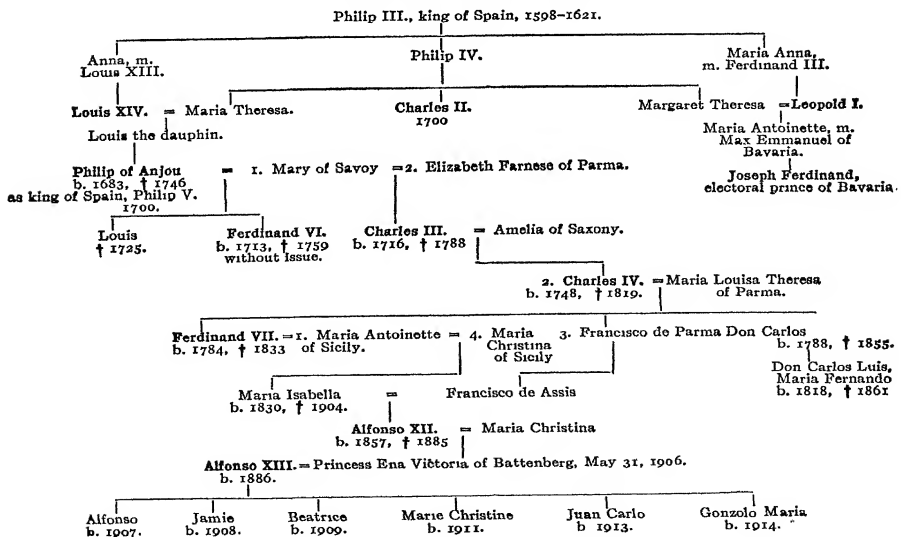 Philip III., king of Spain, 1598-1621.
Anna, m.
Louis XIII.
Philip IV.
Maria Anna,
m. Ferdinand III.
Louis XIV. = Maria Theresa.
Charles II.
1700
Margaret Theresa = Leopold I.
Louis the dauphin.
Maria Antoinette, m.
Max Emmanuel of
Bavaria.
Philip of Anjou = 1. Mary of Savoy = 2. Elizabeth Farnese of Parma.
b. 1683, † 1746
as king of Spain, Philip V.
1700.
Joseph Ferdinand,
electoral prince of Bavaria.
Louis
† 1725.
Ferdinand VI.
b. 1713, † 1759
without Issue.
Charles III. = Amelia of Saxony.
b. 1716, † 1788
2. Charles IV. = Maria Louisa Theresa
b. 1748, † 1819. of Parma.
Ferdinand VII. = 1. Maria Antoinette = 4. Maria
b. 1784, † 1833 of Sicily. Christina
of Sicily
3. Francisco de Parma Don Carlos
b. 1788, † 1855.
Don Carlos Luis,
Maria Fernando
b. 1818, † 1861
Maria Isabella =
b. 1830, † 1904.
Francisco de Assis
Alfonso XII. = Maria Christina
b. 1857, † 1885
Alfonso XIII. = Princess Ena Victoria of Battenberg, May 31, 1906.
b. 1886.
Alfonso
b. 1907.
Jamie
b. 1908.
Beatrice
b. 1909.
Marie Christine
b. 1911.
Juan Carlo
b 1913.
Gonzolo Maria
b. 1914.